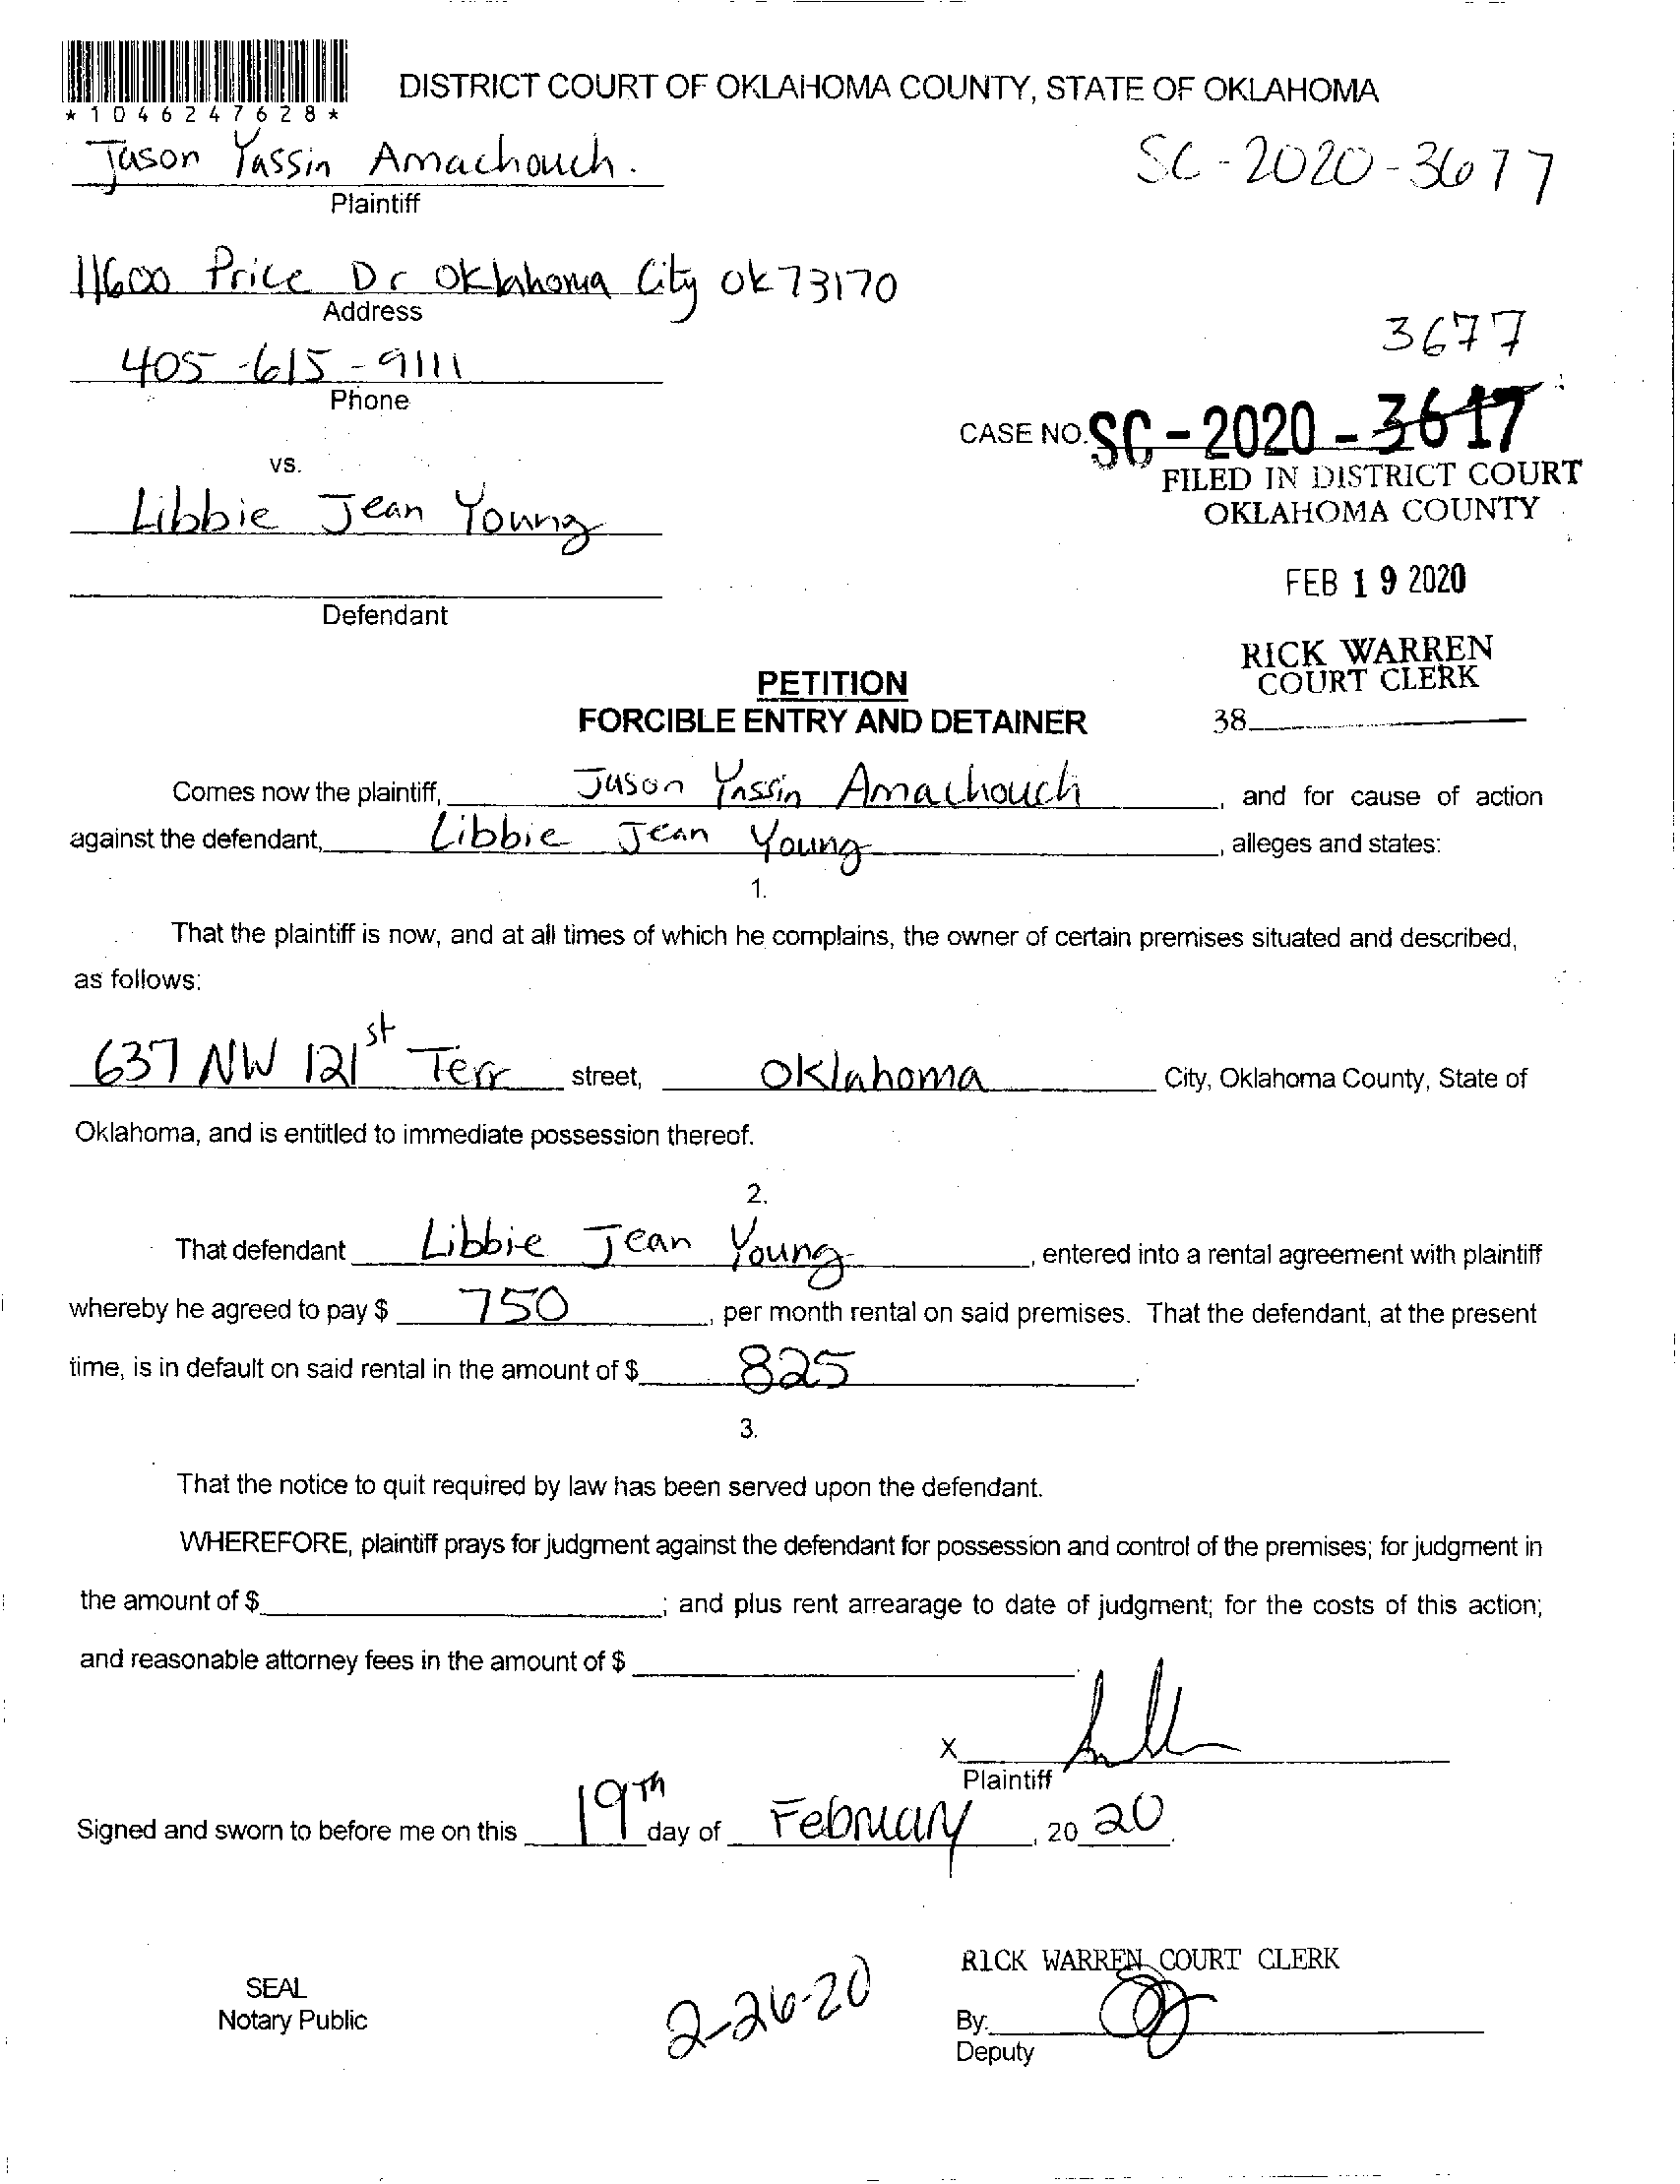 DISTRICT COURT OF OKLAHOMA COUNTY, STATE OF OKLAHOMA
*1046247628*
Jason Yassin Amachouch.
SC-2020-3677
Plaintiff
11600 Price Dr Oklahoma City OK 73170
Address
3677
405-615-9111
Phone
CASE NO. SC-2020-3617
vs.
FILED IN DISTRICT COURT
OKLAHOMA COUNTY
Libbie Jean Young
FEB 19 2020
Defendant
RICK WARREN
COURT CLERK
PETITION
FORCIBLE ENTRY AND DETAINER
38
Comes now the plaintiff, Jason Yassin Amachouch, and for cause of action
against the defendant, Libbie Jean Young, alleges and states:
1.
That the plaintiff is now, and at all times of which he complains, the owner of certain premises situated and described,
as follows:
637 NW 121st Terr street, Oklahoma City, Oklahoma County, State of
Oklahoma, and is entitled to immediate possession thereof.
2.
That defendant Libbie Jean Young, entered into a rental agreement with plaintiff
whereby he agreed to pay $ 750, per month rental on said premises. That the defendant, at the present
time, is in default on said rental in the amount of $ 825.
3.
That the notice to quit required by law has been served upon the defendant.
WHEREFORE, plaintiff prays for judgment against the defendant for possession and control of the premises; for judgment in
the amount of $ ; and plus rent arrearage to date of judgment; for the costs of this action;
and reasonable attorney fees in the amount of $
X
Plaintiff
Signed and sworn to before me on this 19th day of February, 20 20.
RICK WARREN COURT CLERK
SEAL
Notary Public
2-26-20
By:
Deputy